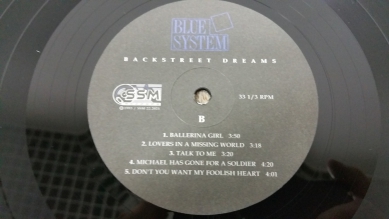 BLUE
SYSTEM
BACKSTREET DREAMS
SSM
33 1/3 RPM
B
1. BALLERINA GIRL 3:50
2. LOVERS IN A MISSING WORLD 3:18
3. TALK TO ME 3:20
4. MICHAEL HAS GONE FOR A SOLDIER 4:20
5. DON'T YOU WANT MY FOOLISH HEART 4:03